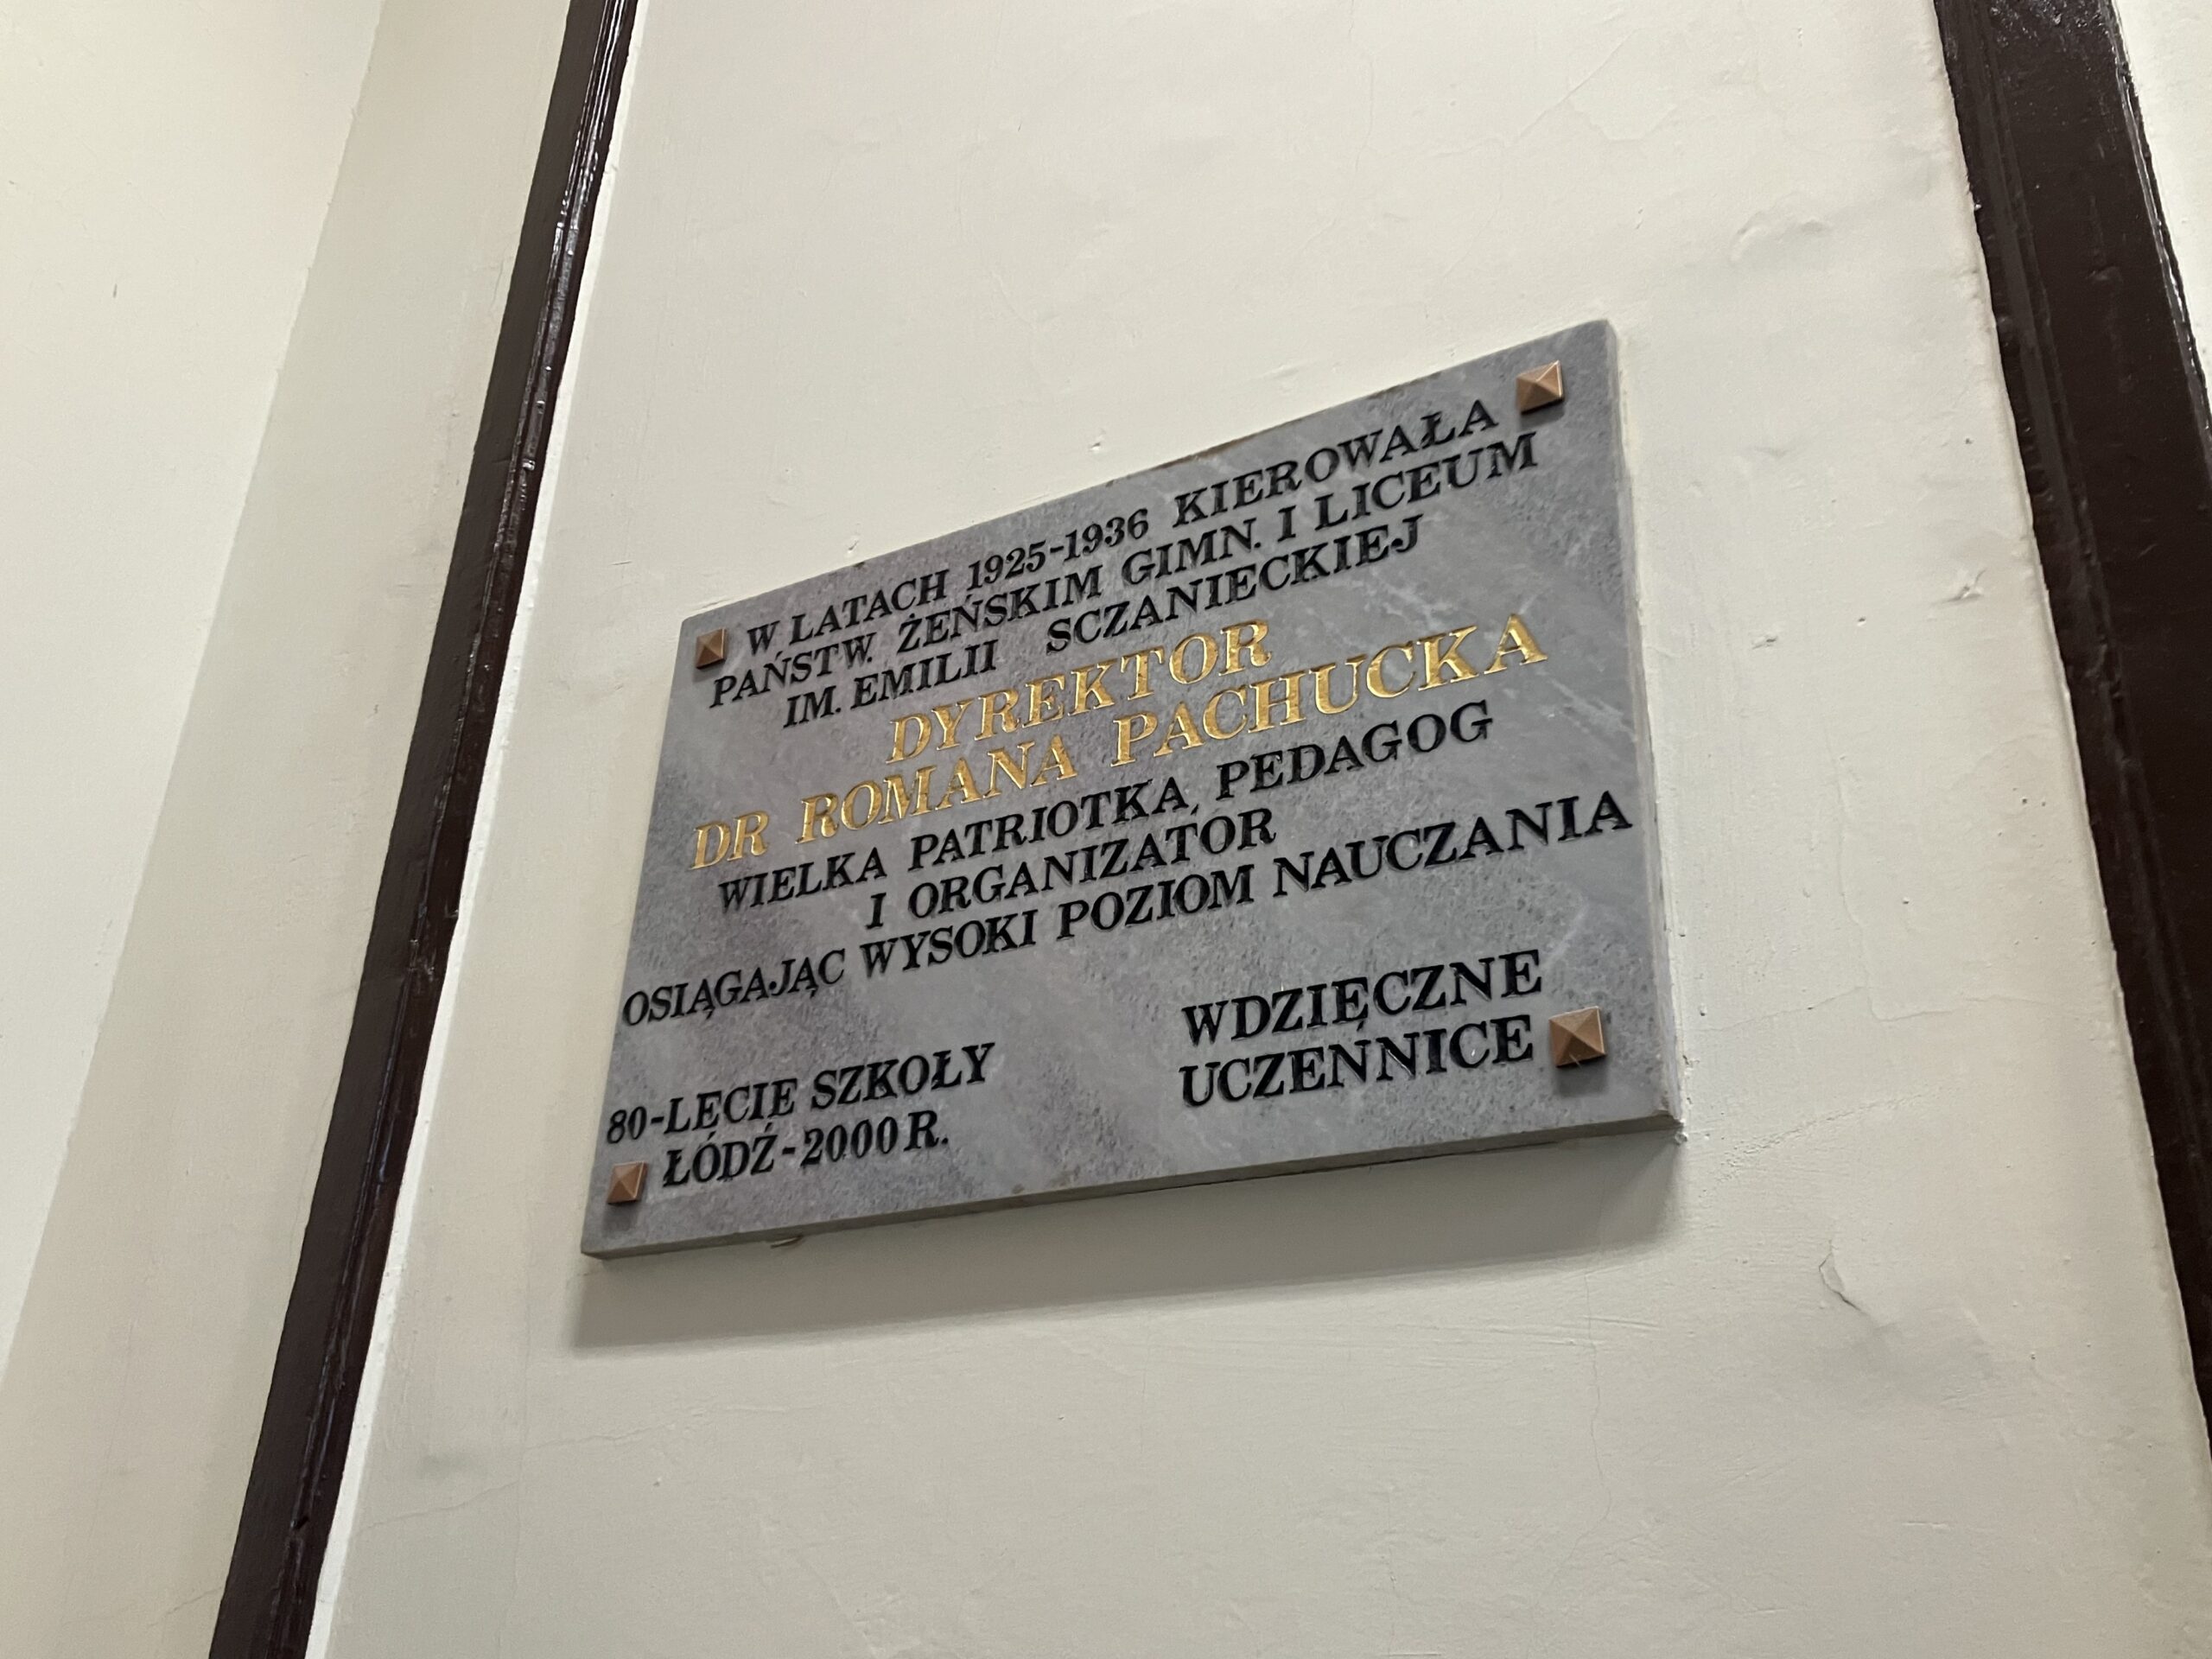 W LATACH 1925-1936 KIEROWAŁA
PAŃSTW. ŻEŃSKIM GIMN. I LICEUM
IM. EMILII SCZANIECKIEJ
DYREKTOR
DR ROMANA PACHUCKA
WIELKA PATRIOTKA, PEDAGOG
I ORGANIZATOR
OSIĄGAJĄC WYSOKI POZIOM NAUCZANIA
WDZIĘCZNE
UCZENNICE
80-LECIE SZKOŁY
ŁÓDŹ-2000 R.